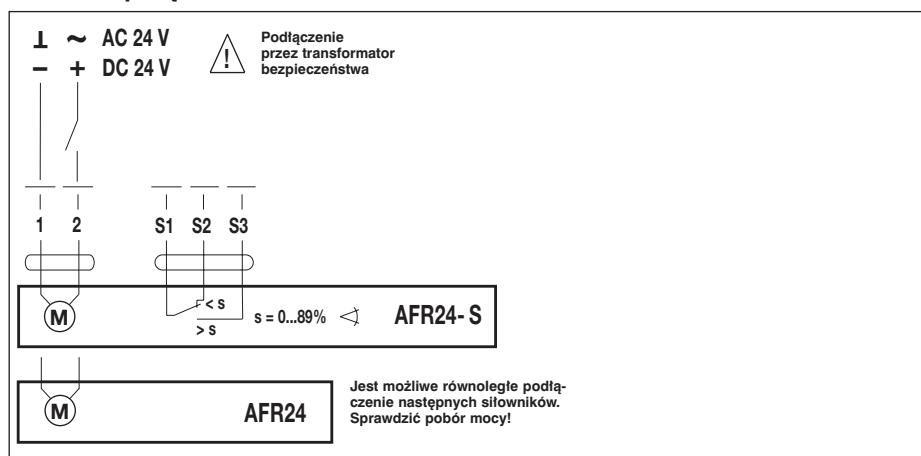 ⊥ ~ AC 24 V
− + DC 24 V
!
Podłączenie
przez transformator
bezpieczeństwa
1 2 S1 S2 S3
M
< s
> s
s = 0...89%
AFR24- S
M
AFR24
Jest możliwe równoległe podłą-
czenie następnych siłowników.
Sprawdzić pobór mocy!